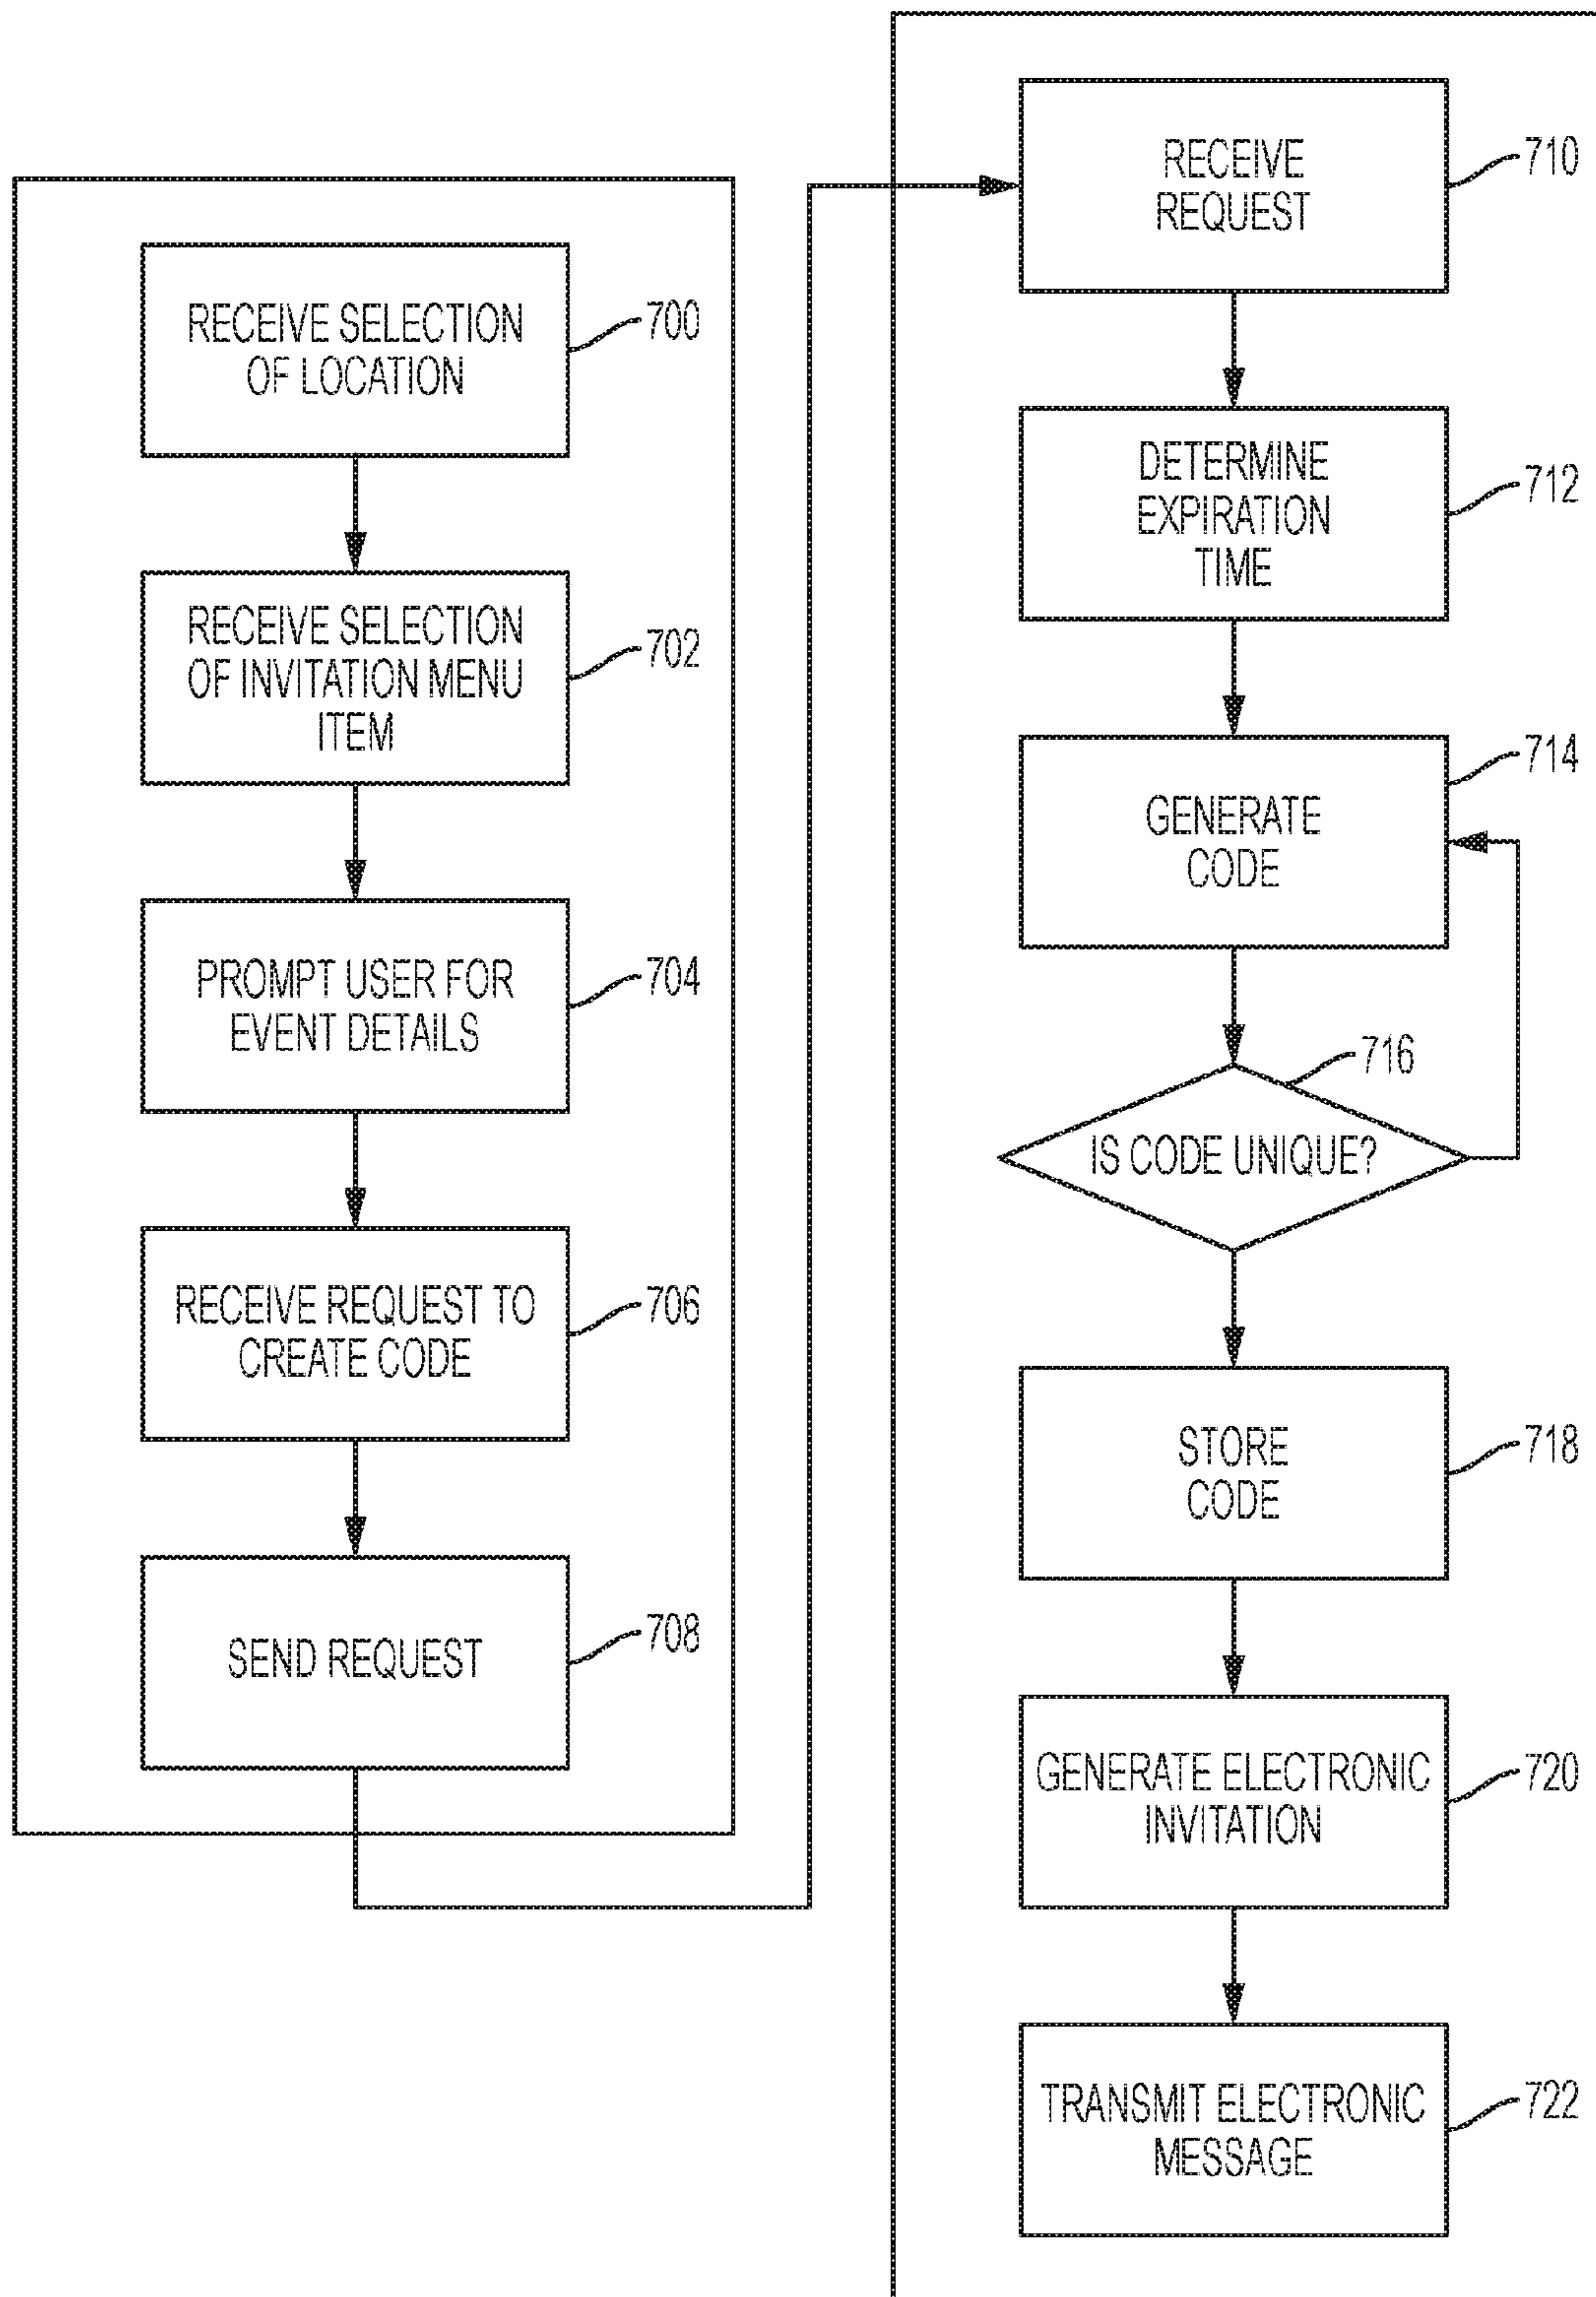 RECEIVE SELECTION
OF LOCATION
700
RECEIVE SELECTION
OF INVITATION MENU
ITEM
702
PROMPT USER FOR
EVENT DETAILS
704
RECEIVE REQUEST TO
CREATE CODE
706
SEND REQUEST
708
RECEIVE
REQUEST
710
DETERMINE
EXPIRATION
TIME
712
GENERATE
CODE
714
IS CODE UNIQUE?
716
STORE
CODE
718
GENERATE ELECTRONIC
INVITATION
720
TRANSMIT ELECTRONIC
MESSAGE
722